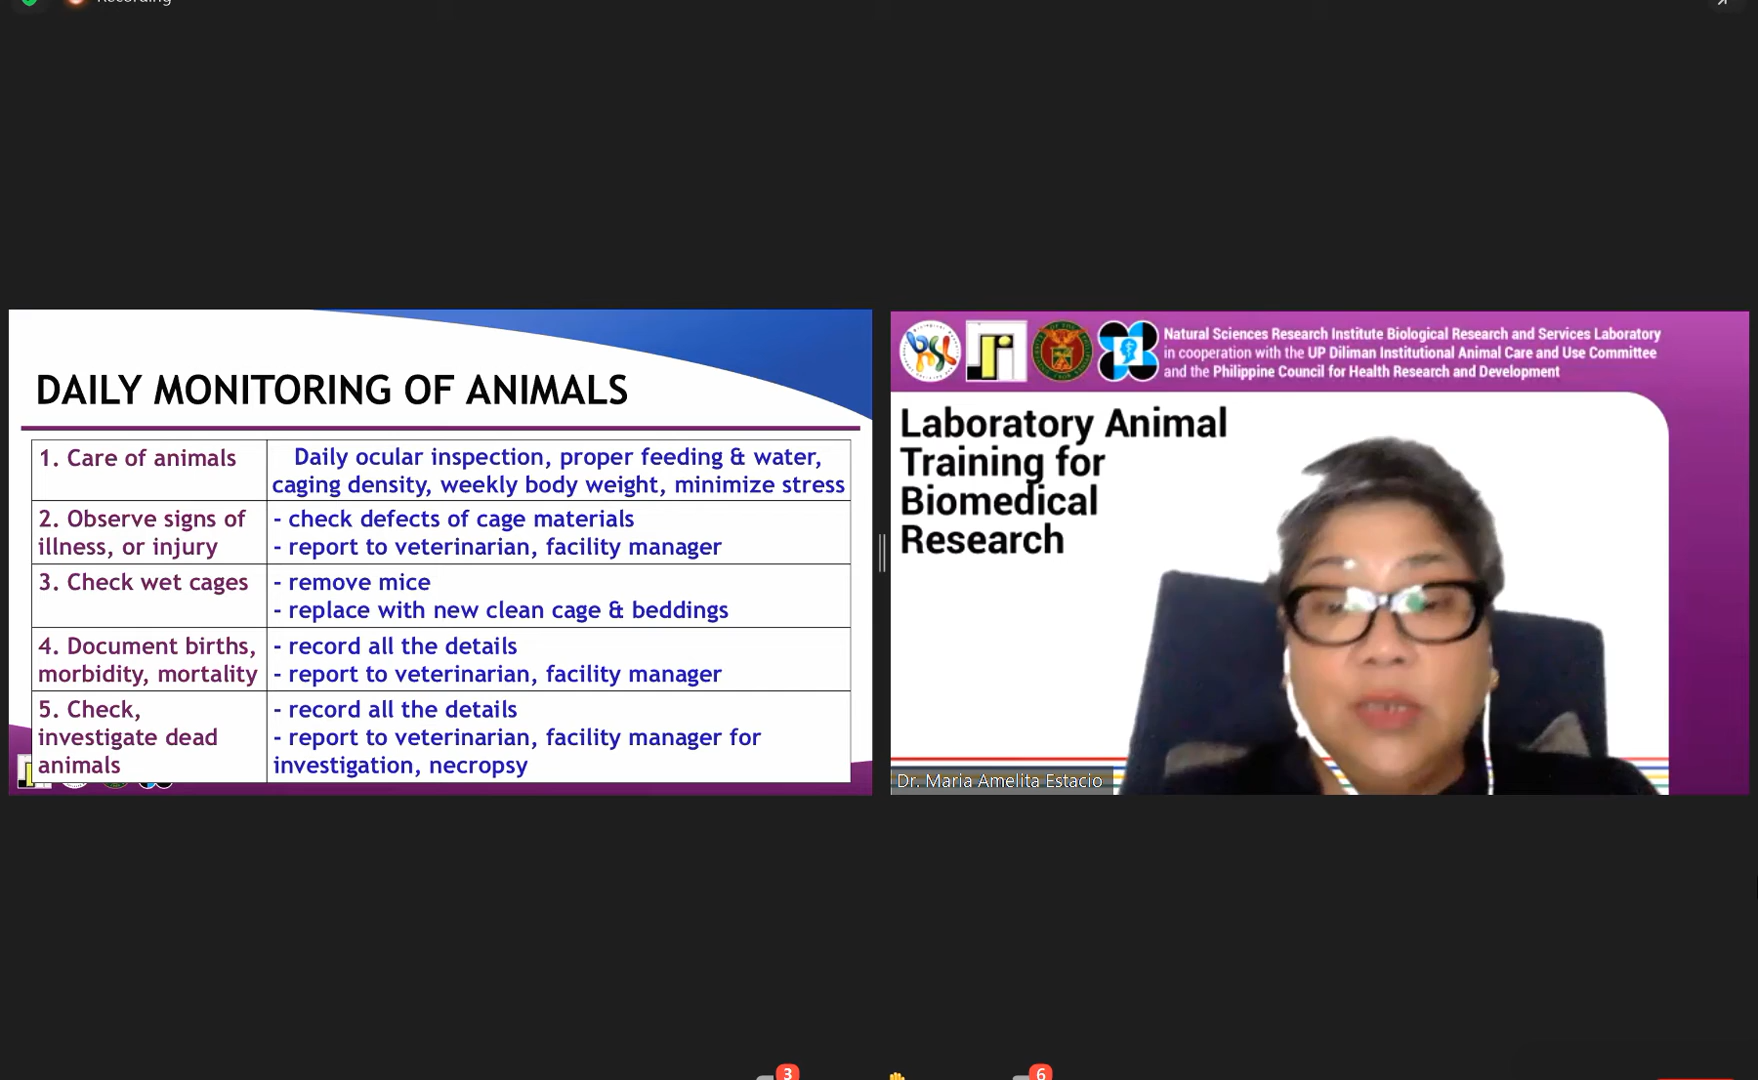 Recording
DAILY MONITORING OF ANIMALS
1. Care of animals
Daily ocular inspection, proper feeding & water,
caging density, weekly body weight, minimize stress
2. Observe signs of
illness, or injury
- check defects of cage materials
- report to veterinarian, facility manager
3. Check wet cages
- remove mice
- replace with new clean cage & beddings
4. Document births,
morbidity, mortality
- record all the details
- report to veterinarian, facility manager
5. Check,
investigate dead
animals
- record all the details
- report to veterinarian, facility manager for
investigation, necropsy
Natural Sciences Research Institute Biological Research and Services Laboratory
in cooperation with the UP Diliman Institutional Animal Care and Use Committee
and the Philippine Council for Health Research and Development
Laboratory Animal
Training for
Biomedical
Research
Dr. Maria Amelita Estacio
3
6